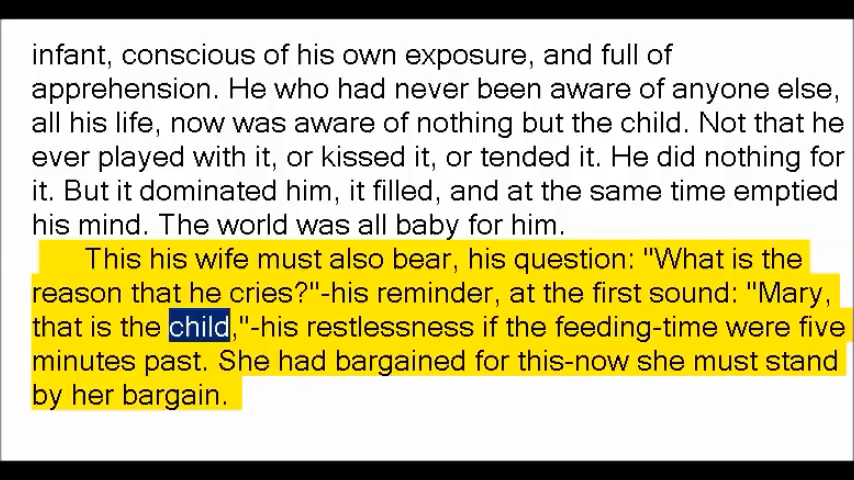 infant, conscious of his own exposure, and full of
apprehension. He who had never been aware of anyone else,
all his life, now was aware of nothing but the child. Not that he
ever played with it, or kissed it, or tended it. He did nothing for
it. But it dominated him, it filled, and at the same time emptied
his mind. The world was all baby for him.
This his wife must also bear, his question: "What is the
reason that he cries?"-his reminder, at the first sound: "Mary,
that is the child,"-his restlessness if the feeding-time were five
minutes past. She had bargained for this-now she must stand
by her bargain.